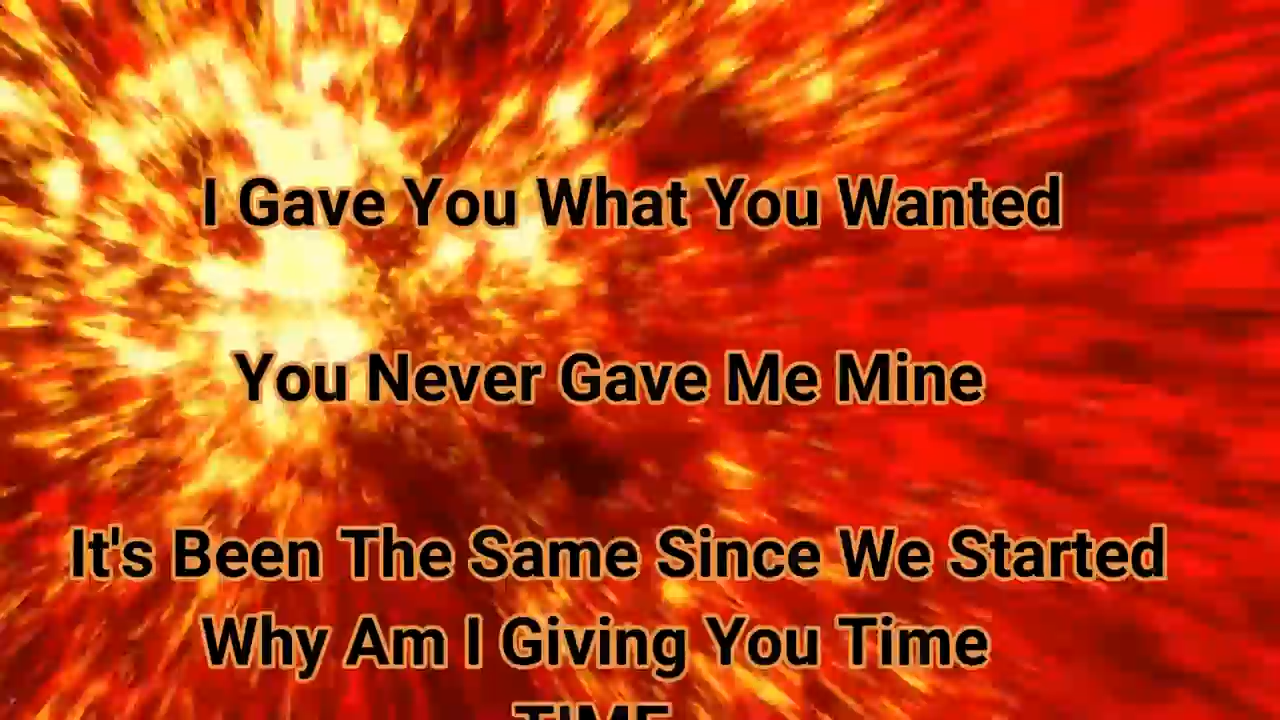 I Gave You What You Wanted
You Never Gave Me Mine
It's Been The Same Since We Started
Why Am I Giving You Time
TIME